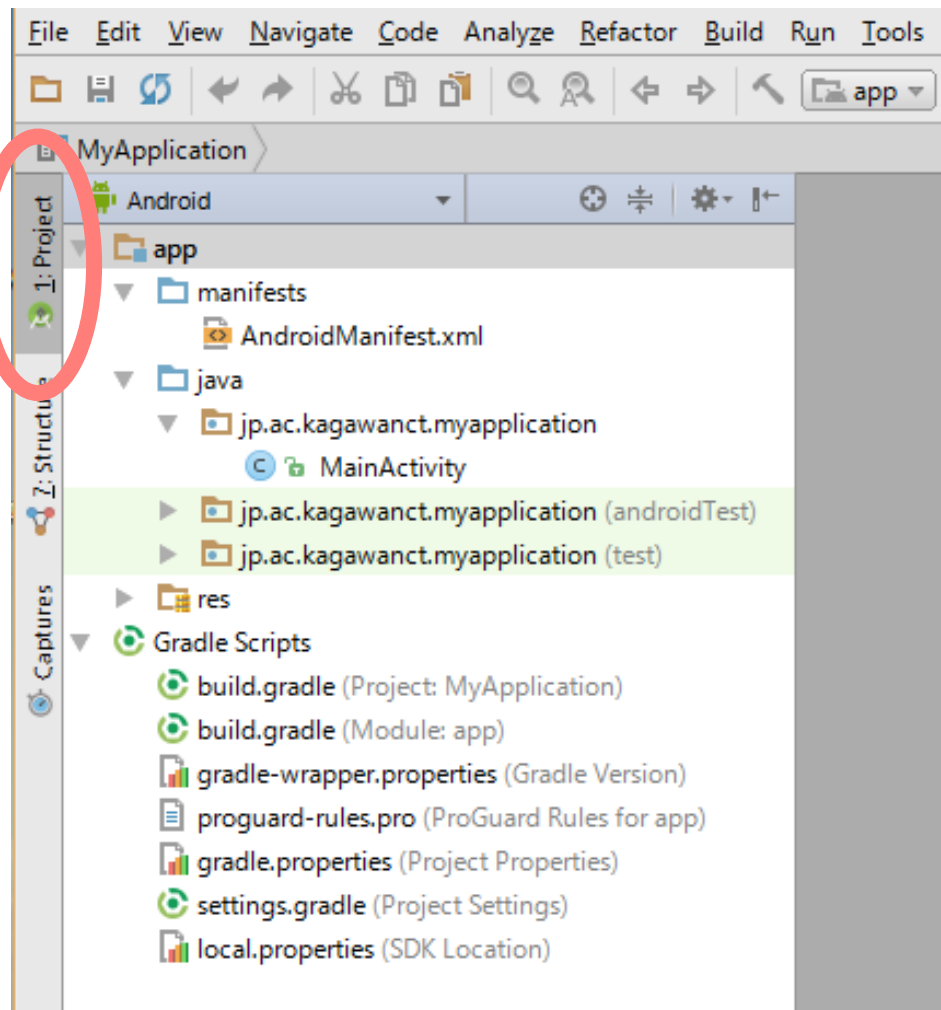 File Edit View Navigate Code Analyze Refactor Build Run Tools
app
MyApplication
1: Project
Android
app
manifests
AndroidManifest.xml
java
jp.ac.kagawanct.myapplication
MainActivity
7: Structure
jp.ac.kagawanct.myapplication (androidTest)
jp.ac.kagawanct.myapplication (test)
res
Captures
Gradle Scripts
build.gradle (Project: MyApplication)
build.gradle (Module: app)
gradle-wrapper.properties (Gradle Version)
proguard-rules.pro (ProGuard Rules for app)
gradle.properties (Project Properties)
settings.gradle (Project Settings)
local.properties (SDK Location)